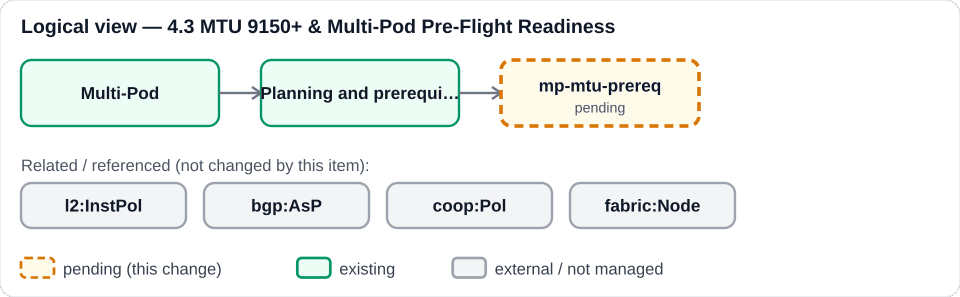 Logical view — 4.3 MTU 9150+ & Multi-Pod Pre-Flight Readiness
Multi-Pod
Planning and prerequi…
mp-mtu-prereq
pending
Related / referenced (not changed by this item):
l2:InstPol
bgp:AsP
coop:Pol
fabric:Node
pending (this change)
existing
external / not managed